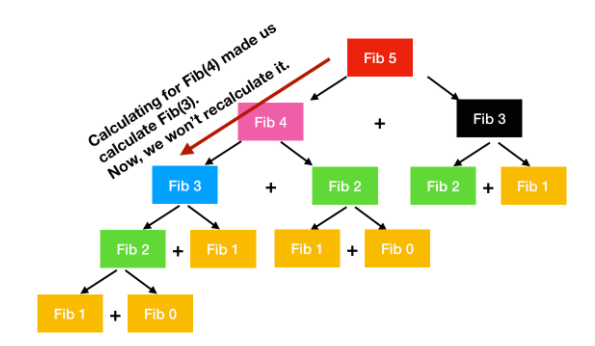 Calculating for Fib(4) made us
calculate Fib(3).
Now, we won't recalculate it.
Fib 5
Fib 4 + Fib 3
Fib 3 + Fib 2 Fib 2 + Fib 1
Fib 2 + Fib 1 Fib 1 + Fib 0
Fib 1 + Fib 0